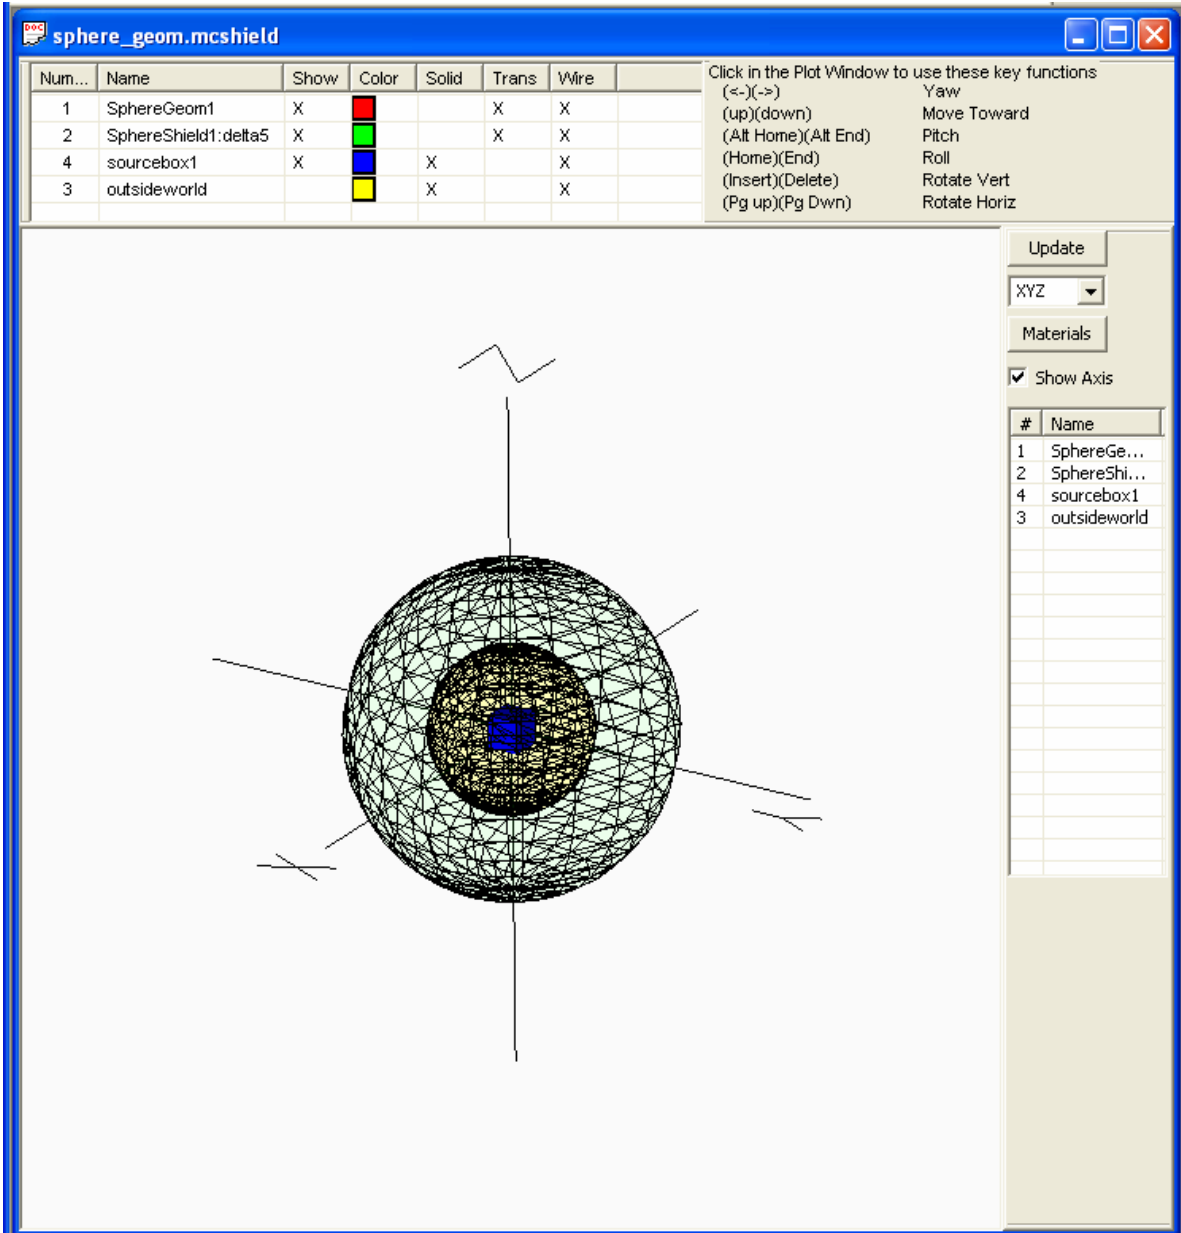 sphere_geom.mcshield
Num... Name Show Color Solid Trans Wire
1 SphereGeom1 X X X
2 SphereShield1:delta5 X X X
4 sourcebox1 X X X
3 outsideworld X X
Click in the Plot Window to use these key functions
(<-)(->) Yaw
(up)(down) Move Toward
(Alt Home)(Alt End) Pitch
(Home)(End) Roll
(Insert)(Delete) Rotate Vert
(Pg up)(Pg Dwn) Rotate Horiz
Update
XYZ
Materials
Show Axis
# Name
1 SphereGe...
2 SphereShi...
4 sourcebox1
3 outsideworld
Z
Y
X